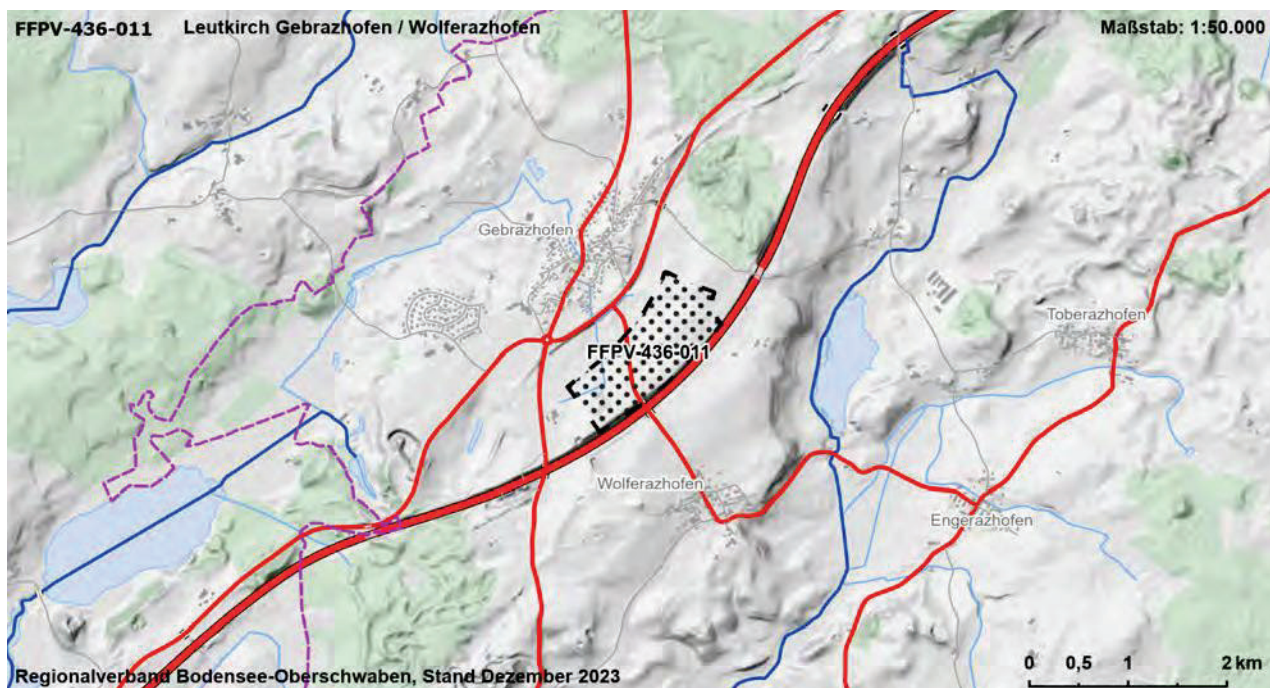 FFPV-436-011 Leutkirch Gebrazhofen / Wolferazhofen Maßstab: 1:50.000
Gebrazhofen
Toberazhofen
FFPV-436-011
Wolferazhofen
Engerazhofen
0 0,5 1 2 km
Regionalverband Bodensee-Oberschwaben, Stand Dezember 2023